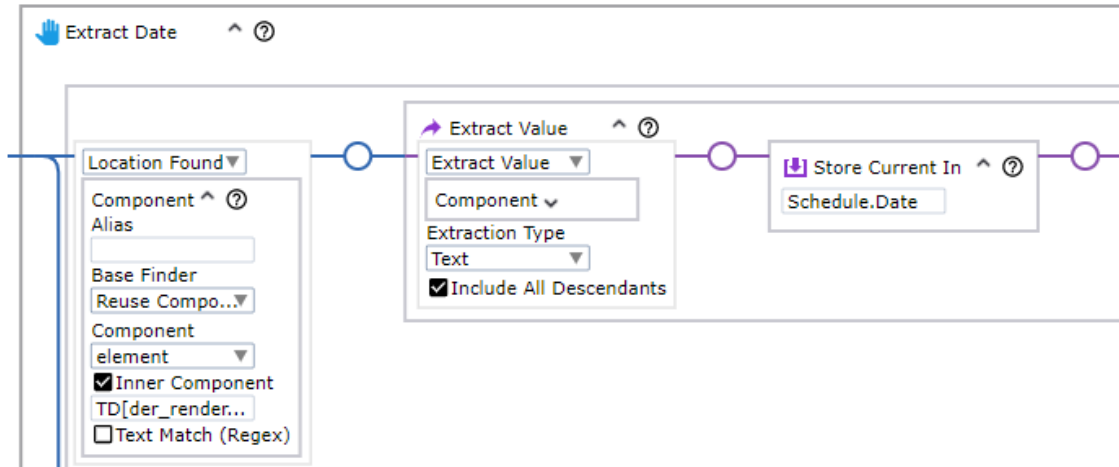 Extract Date
Location Found
Component
Alias
Base Finder
Reuse Compo...
Component
element
Inner Component
TD[der_render...
Text Match (Regex)
Extract Value
Extract Value
Component
Extraction Type
Text
Include All Descendants
Store Current In
Schedule.Date